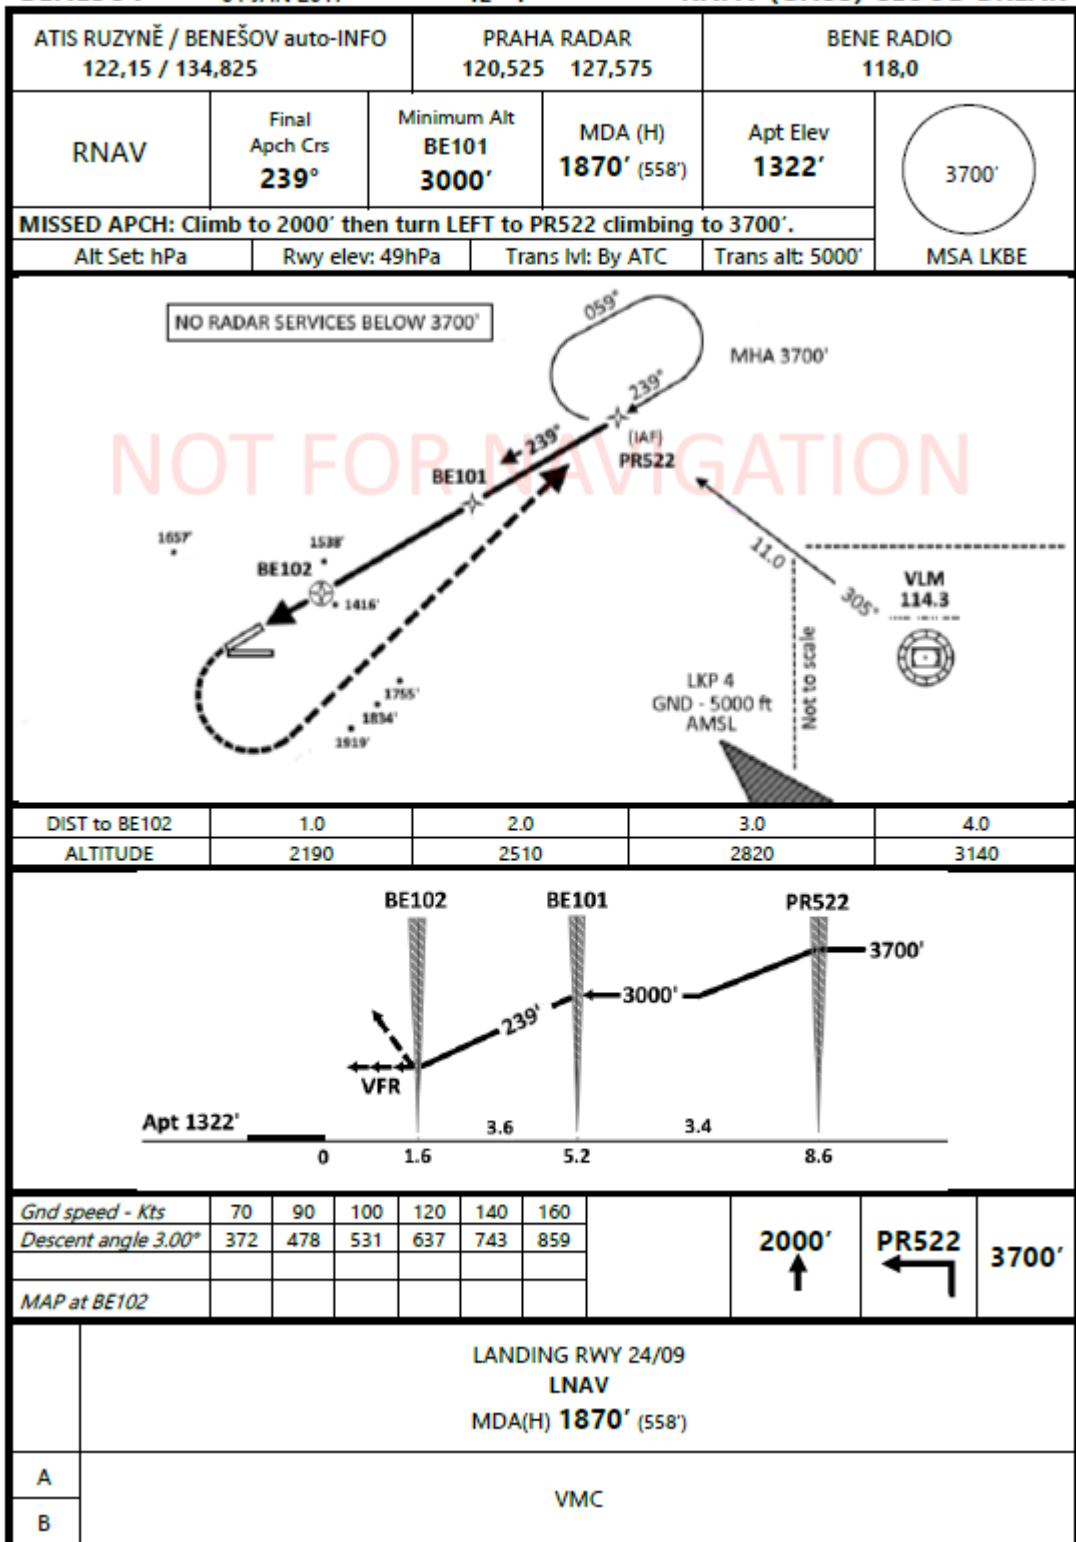 ATIS RUZYNĚ / BENEŠOV auto-INFO
122,15 / 134,825
PRAHA RADAR
120,525 127,575
BENE RADIO
118,0
RNAV
Final
Apch Crs
239°
Minimum Alt
BE101
3000'
MDA (H)
1870' (558')
Apt Elev
1322'
3700'
MISSED APCH: Climb to 2000' then turn LEFT to PR522 climbing to 3700'.
Alt Set: hPa
Rwy elev: 49hPa
Trans lvl: By ATC
Trans alt: 5000'
MSA LKBE
NO RADAR SERVICES BELOW 3700'
059°
MHA 3700'
239°
(IAF)
PR522
239°
BE101
NOT FOR NAVIGATION
1657'
1538'
BE102
1416'
11.0
305°
VLM
114.3
Not to scale
LKP 4
GND - 5000 ft
AMSL
1755'
1834'
1919'
DIST to BE102 1.0 2.0 3.0 4.0
ALTITUDE 2190 2510 2820 3140
BE102 BE101 PR522
3700'
3000'
239'
VFR
Apt 1322'
3.6 3.4
0 1.6 5.2 8.6
Gnd speed - Kts 70 90 100 120 140 160
Descent angle 3.00° 372 478 531 637 743 859
MAP at BE102
2000' PR522 3700'
LANDING RWY 24/09
LNAV
MDA(H) 1870' (558')
A
VMC
B